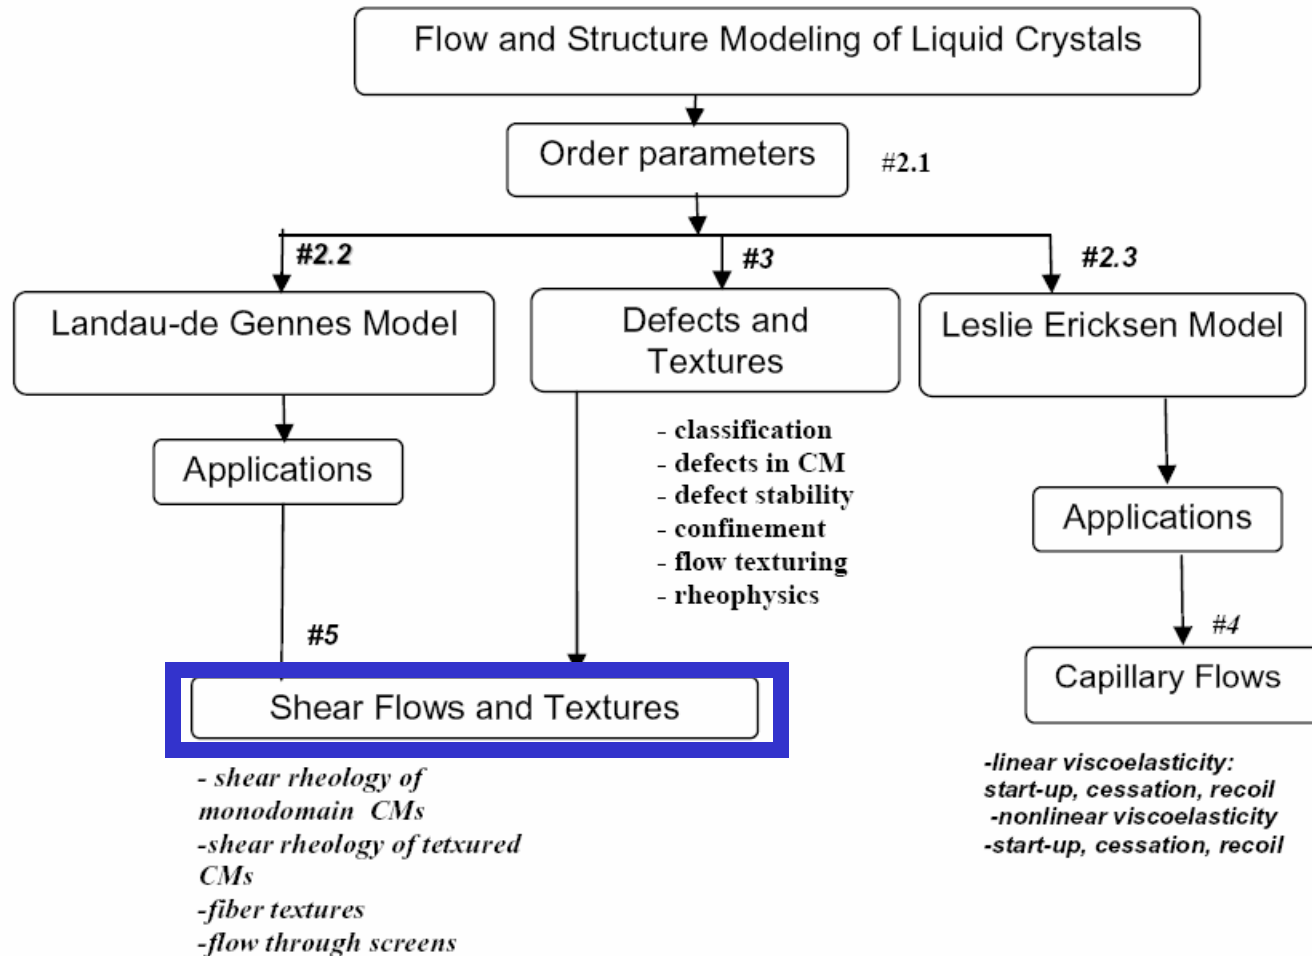 Flow and Structure Modeling of Liquid Crystals
Order parameters
#2.1
#2.2
#3
#2.3
Landau-de Gennes Model
Defects and
Textures
Leslie Ericksen Model
- classification
- defects in CM
- defect stability
- confinement
- flow texturing
- rheophysics
Applications
Applications
#5
#4
Shear Flows and Textures
Capillary Flows
- shear rheology of
monodomain CMs
-shear rheology of tetxured
CMs
-fiber textures
-flow through screens
-linear viscoelasticity:
start-up, cessation, recoil
-nonlinear viscoelasticity
-start-up, cessation, recoil